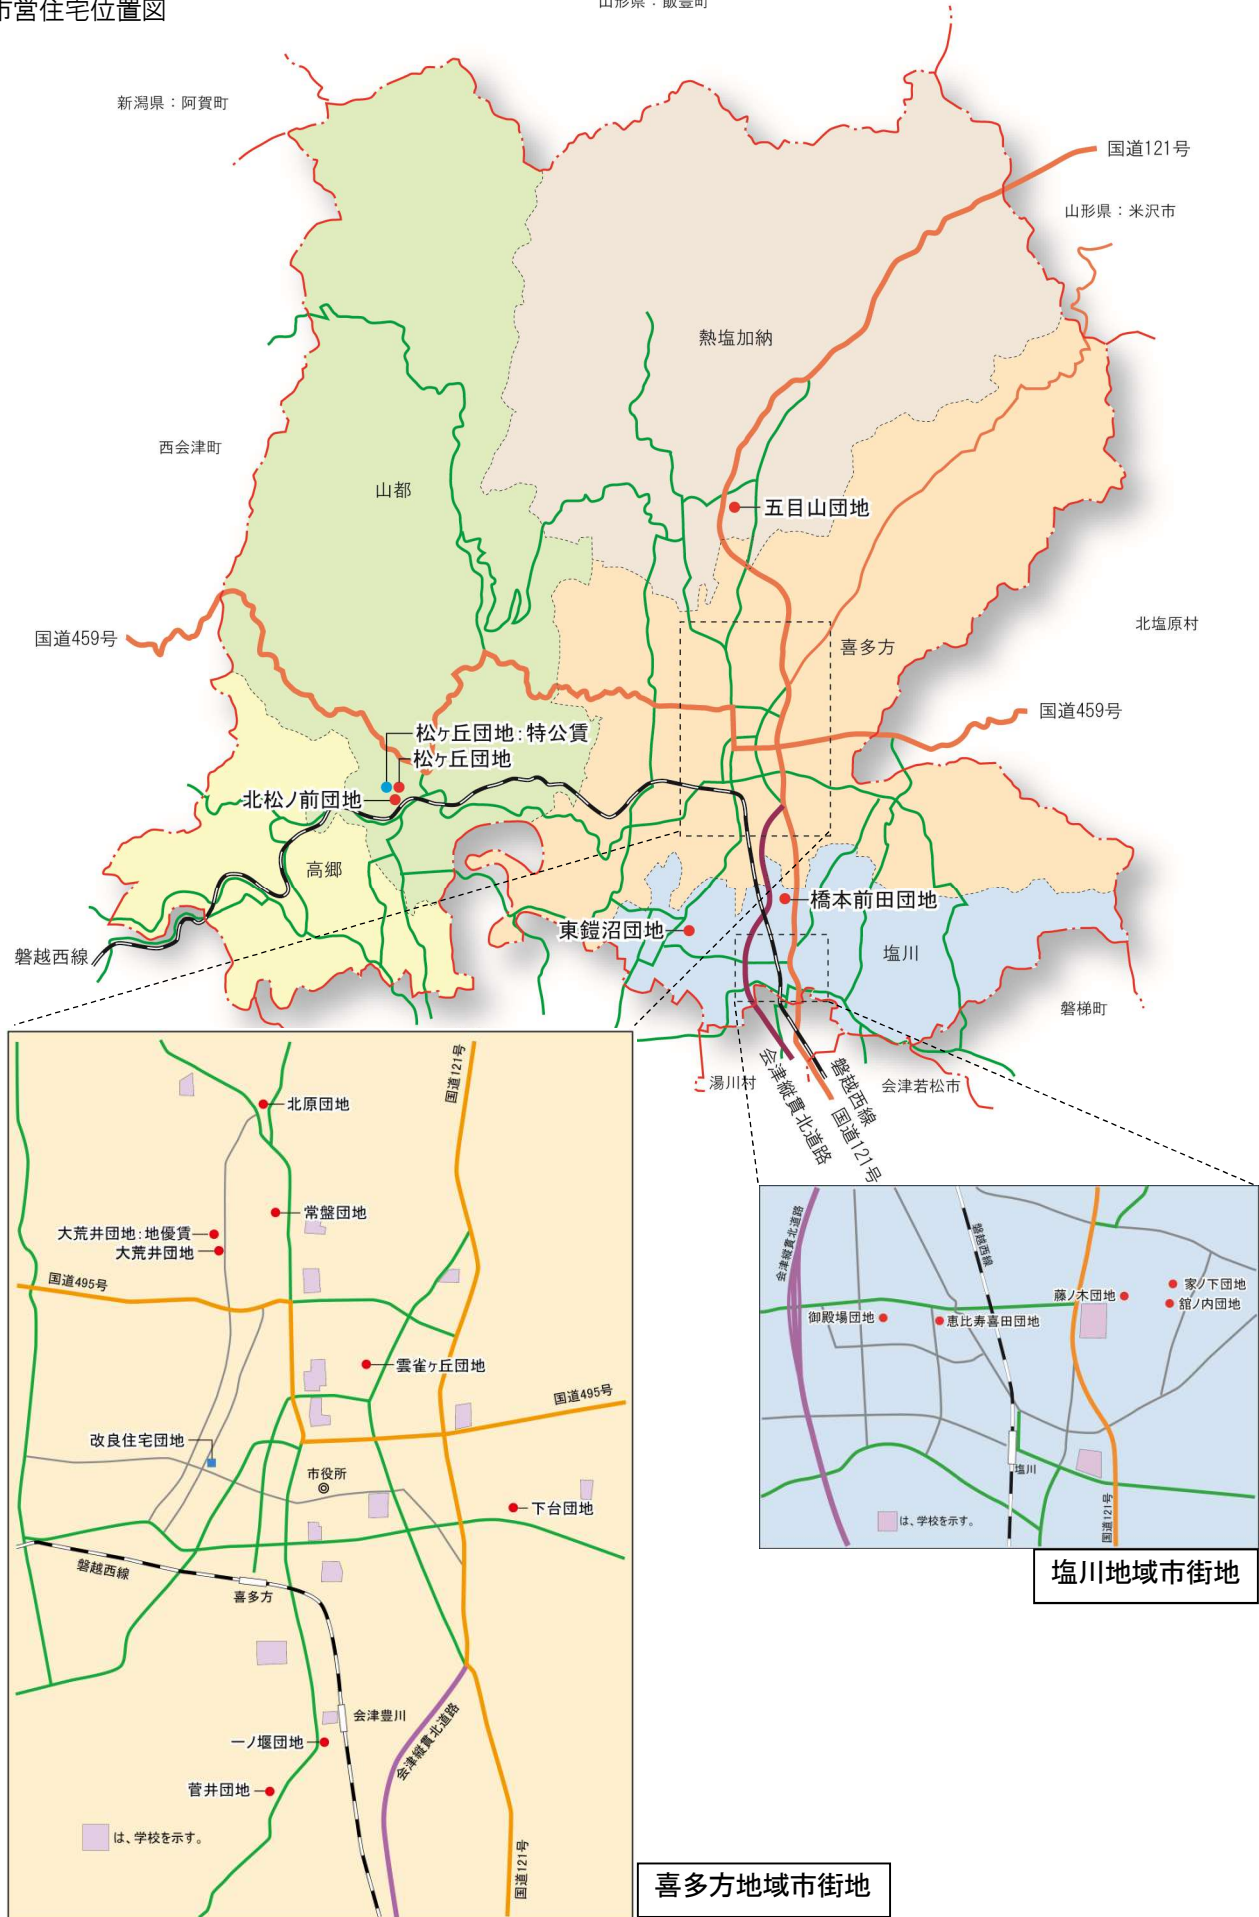 市営住宅位置図
山形県：飯豊町
新潟県：阿賀町
国道121号
山形県：米沢市
熱塩加納
西会津町
山都
五目山団地
北塩原村
国道459号
喜多方
国道459号
松ヶ丘団地：特公賃
松ヶ丘団地
北松ノ前団地
高郷
橋本前田団地
東鎧沼団地
塩川
磐越西線
磐梯町
湯川村
会津縦貫北道路
磐越西線
国道121号
会津若松市
国道121号
北原団地
常盤団地
大荒井団地：地優賃
大荒井団地
国道495号
雲雀ヶ丘団地
国道495号
改良住宅団地
市役所
下台団地
磐越西線
喜多方
会津豊川
一ノ堰団地
会津縦貫北道路
菅井団地
は、学校を示す。
国道121号
喜多方地域市街地
会津縦貫北道路
磐越西線
家ノ下団地
藤ノ木団地
舘ノ内団地
御殿場団地
恵比寿喜田団地
塩川
国道121号
は、学校を示す。
塩川地域市街地